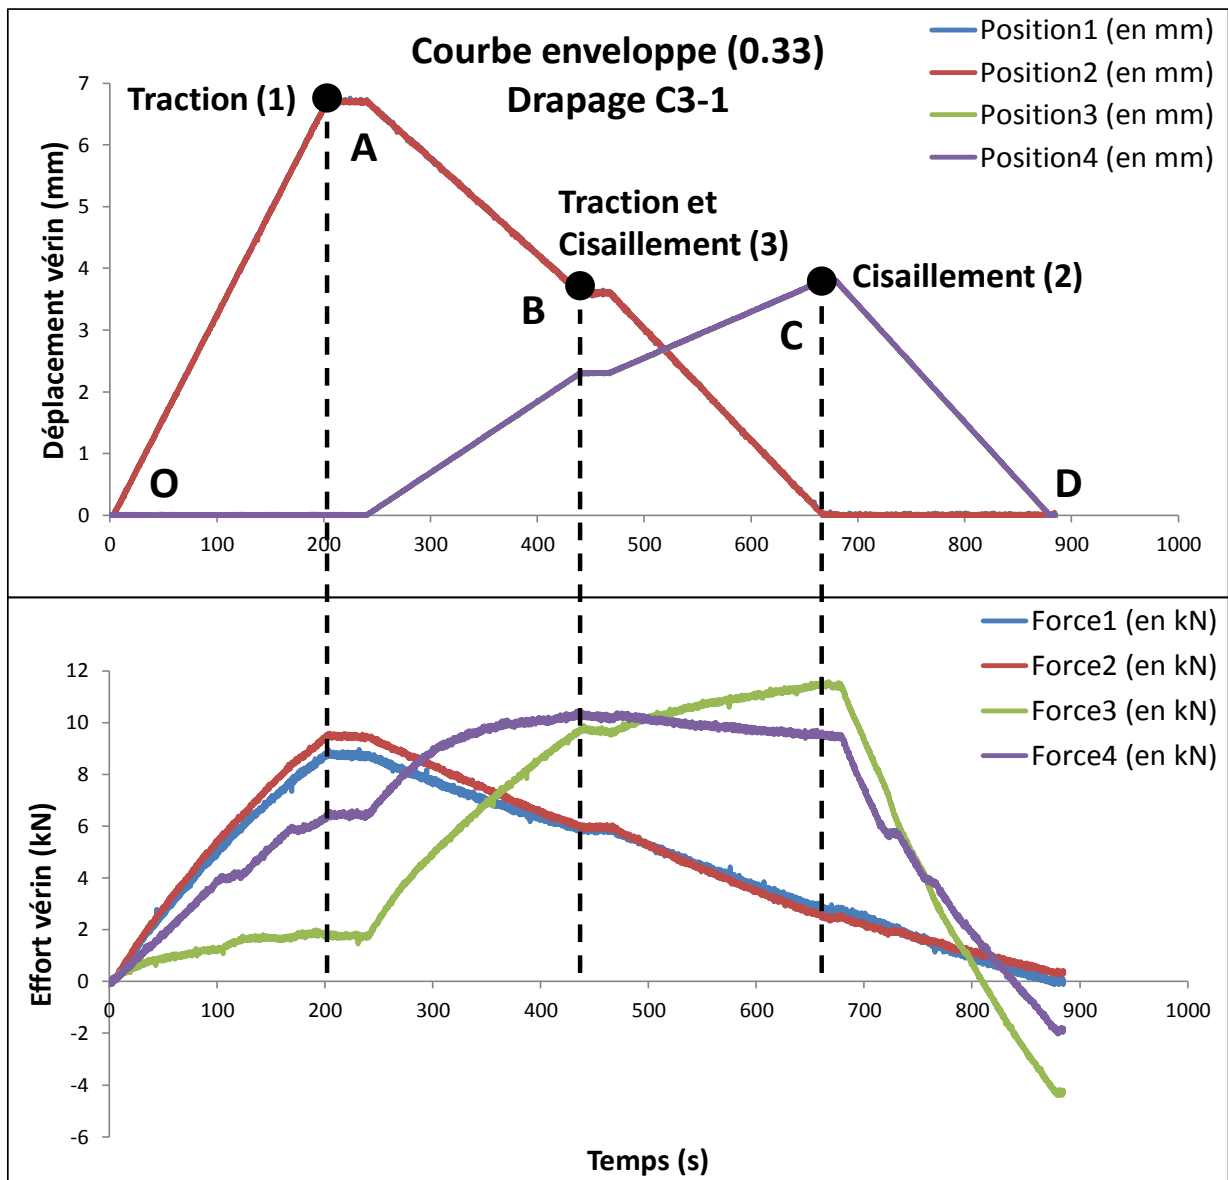 Courbe enveloppe (0.33)
Drapage C3-1
Position1 (en mm)
Position2 (en mm)
Position3 (en mm)
Position4 (en mm)
Traction (1)
A
Traction et
Cisaillement (3)
B
Cisaillement (2)
C
O
D
Déplacement vérin (mm)
7
6
5
4
3
2
1
0
0 100 200 300 400 500 600 700 800 900 1000
Force1 (en kN)
Force2 (en kN)
Force3 (en kN)
Force4 (en kN)
Effort vérin (kN)
12
10
8
6
4
2
0
-2
-4
-6
0 100 200 300 400 500 600 700 800 900 1000
Temps (s)